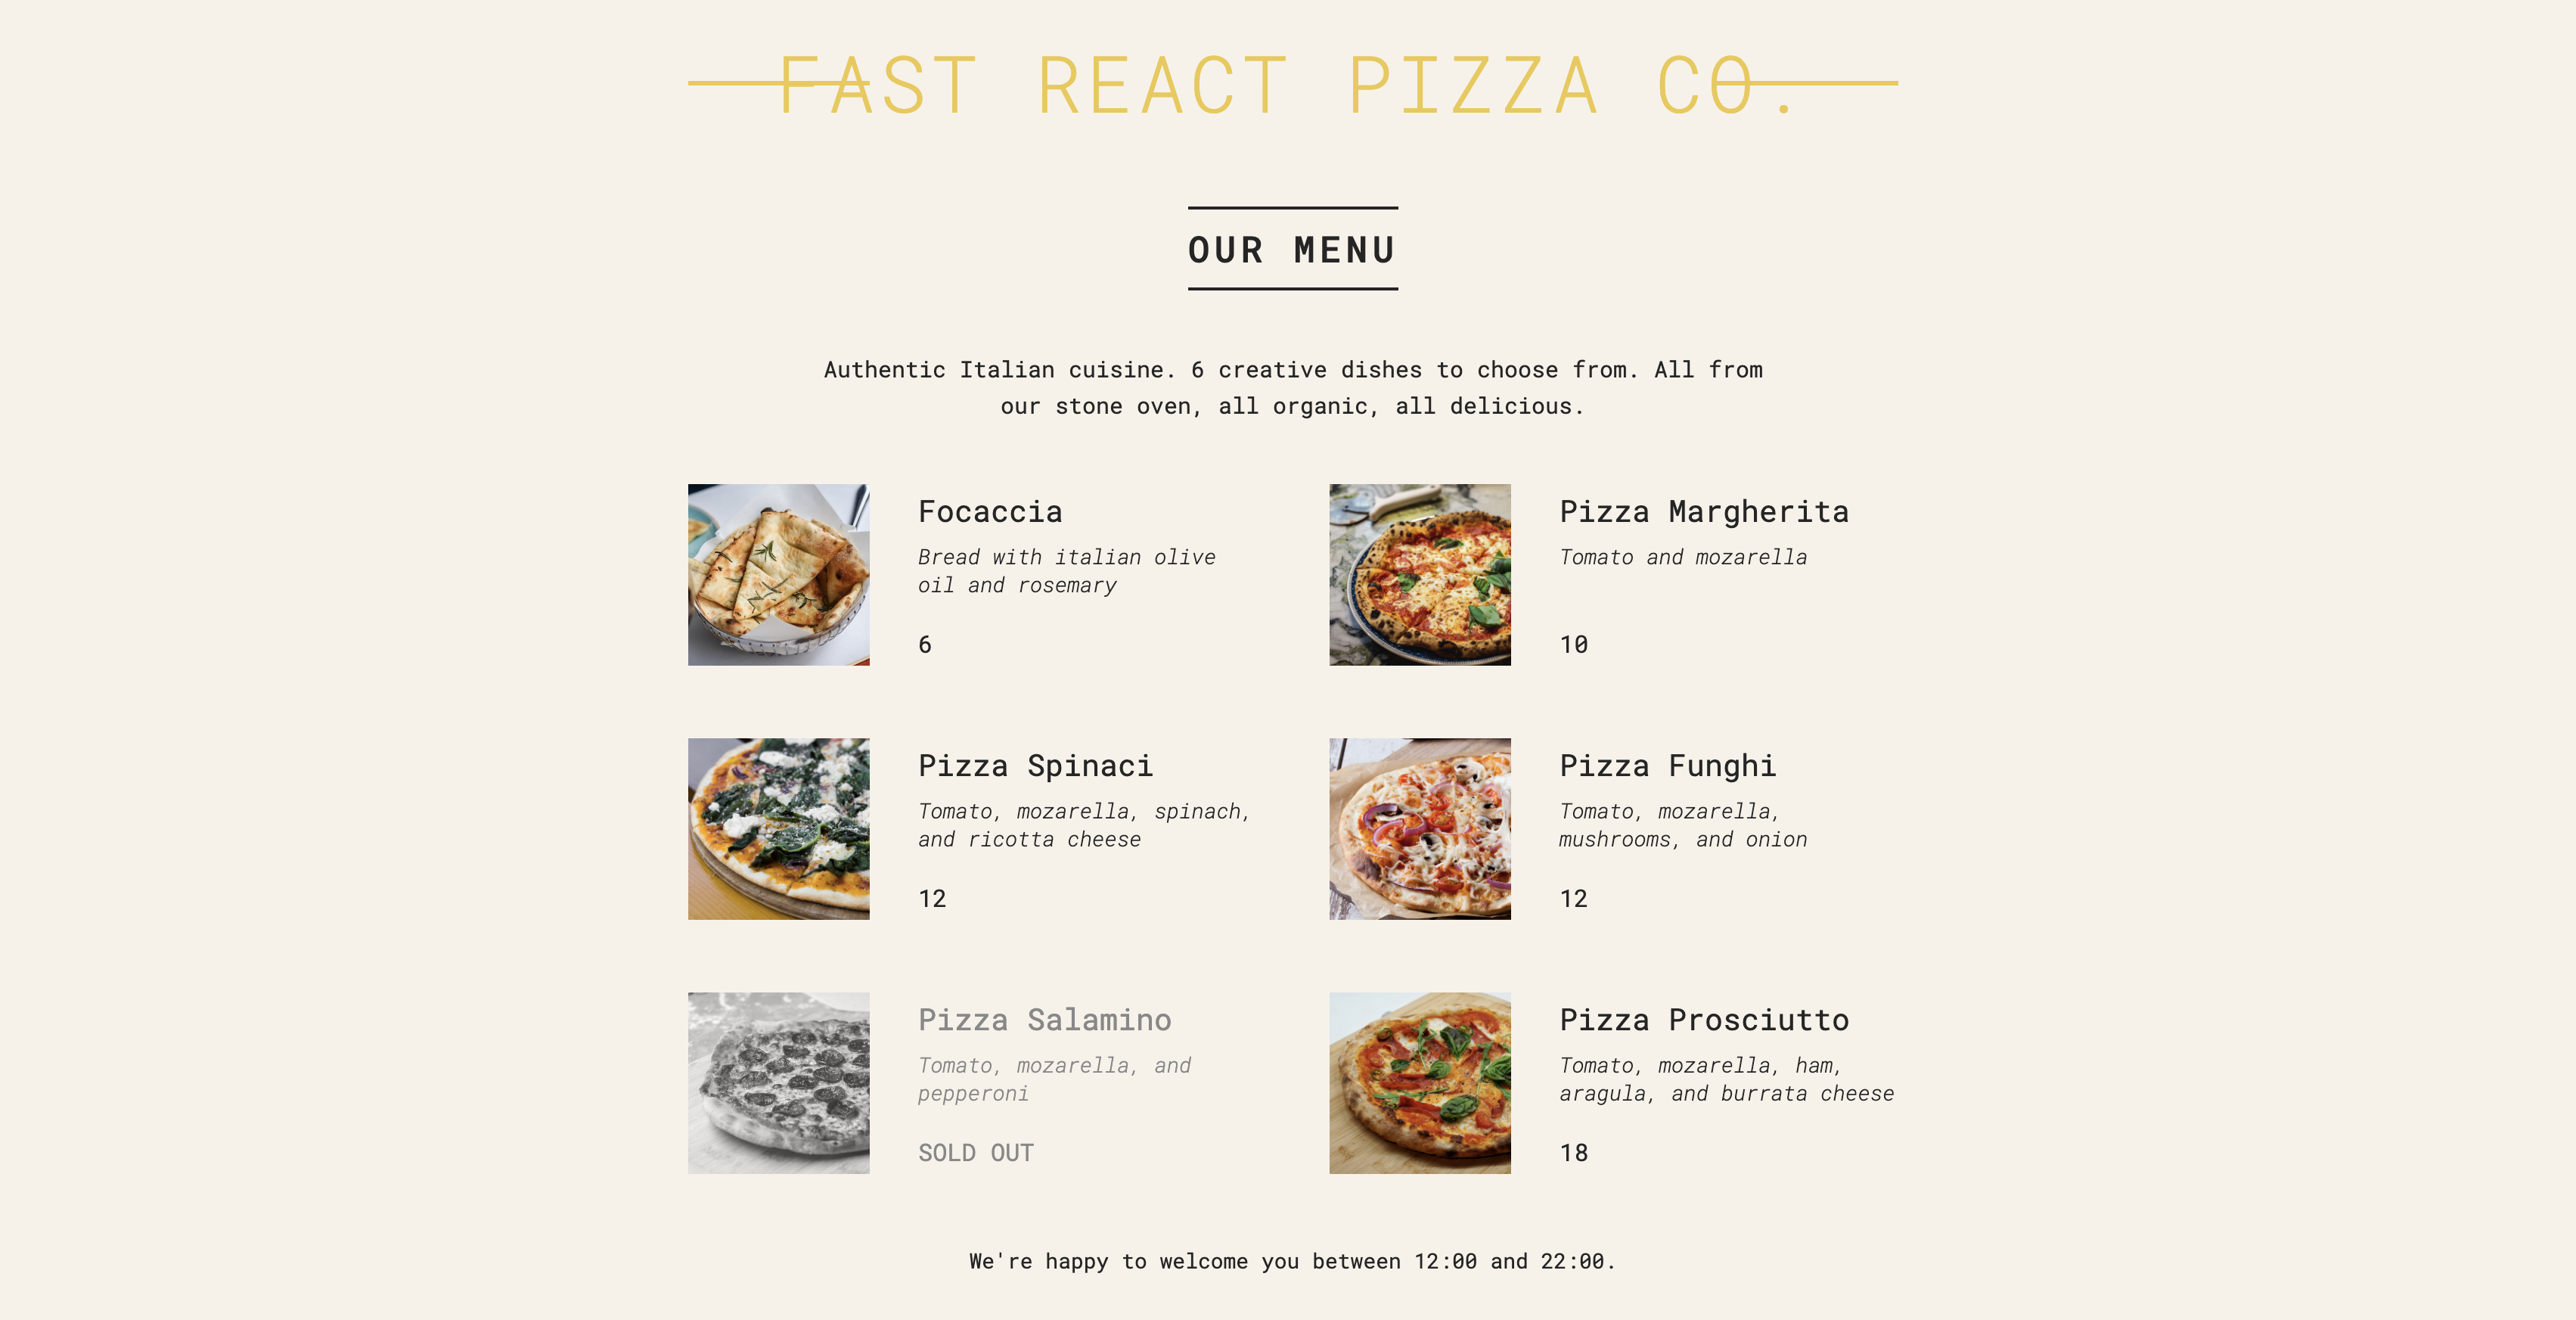 FAST REACT PIZZA CO.
OUR MENU
Authentic Italian cuisine. 6 creative dishes to choose from. All from
our stone oven, all organic, all delicious.
Focaccia
Bread with italian olive
oil and rosemary
6
Pizza Margherita
Tomato and mozarella
10
Pizza Spinaci
Tomato, mozarella, spinach,
and ricotta cheese
12
Pizza Funghi
Tomato, mozarella,
mushrooms, and onion
12
Pizza Salamino
Tomato, mozarella, and
pepperoni
SOLD OUT
Pizza Prosciutto
Tomato, mozarella, ham,
aragula, and burrata cheese
18
We're happy to welcome you between 12:00 and 22:00.